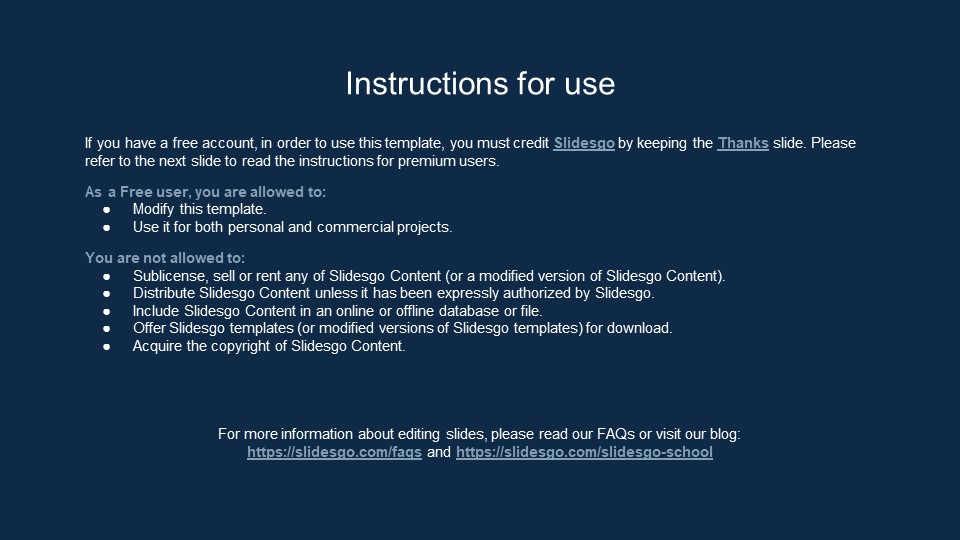 Instructions for use
If you have a free account, in order to use this template, you must credit Slidesgo by keeping the Thanks slide. Please
refer to the next slide to read the instructions for premium users.
As a Free user, you are allowed to:
● Modify this template.
● Use it for both personal and commercial projects.
You are not allowed to:
● Sublicense, sell or rent any of Slidesgo Content (or a modified version of Slidesgo Content).
● Distribute Slidesgo Content unless it has been expressly authorized by Slidesgo.
● Include Slidesgo Content in an online or offline database or file.
● Offer Slidesgo templates (or modified versions of Slidesgo templates) for download.
● Acquire the copyright of Slidesgo Content.
For more information about editing slides, please read our FAQs or visit our blog:
https://slidesgo.com/faqs and https://slidesgo.com/slidesgo-school